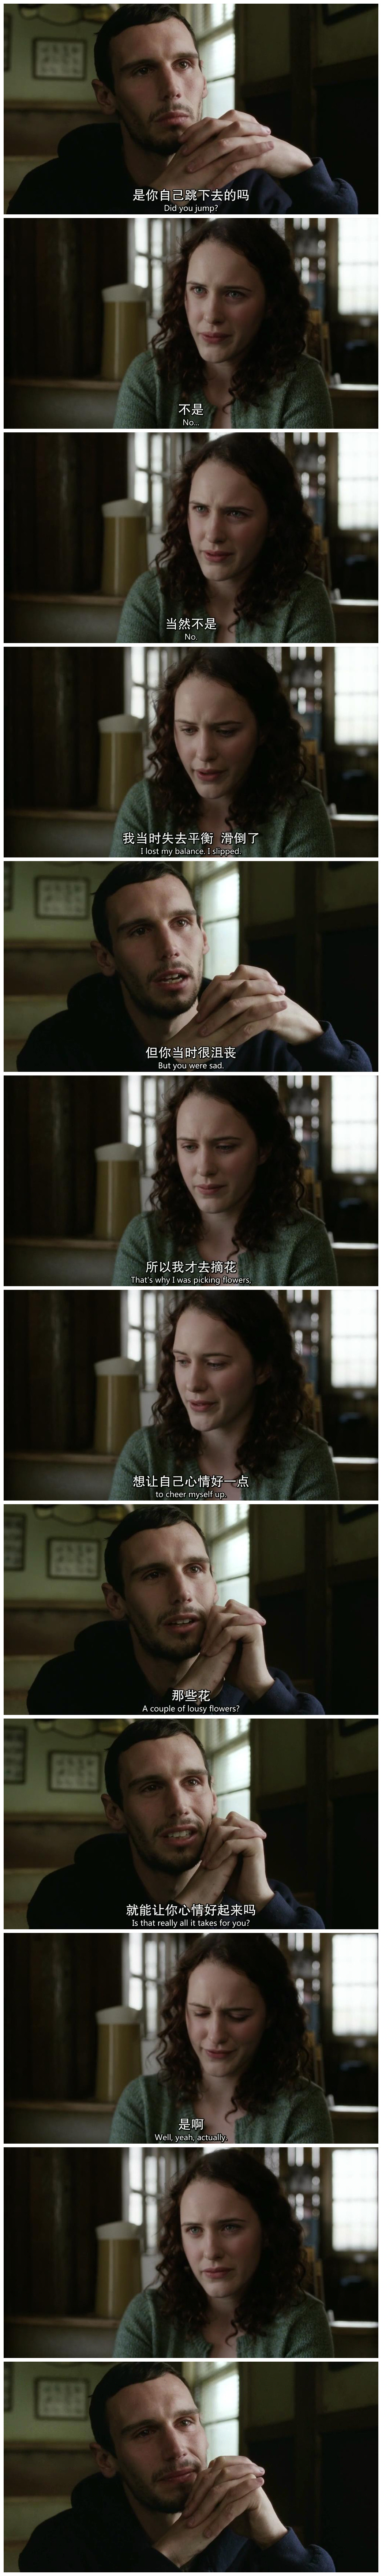 是你自己跳下去的吗
Did you jump?
不是
No...
当然不是
No.
我当时失去平衡 滑倒了
I lost my balance. I slipped.
但你当时很沮丧
But you were sad.
所以我才去摘花
That's why I was picking flowers,
想让自己心情好一点
to cheer myself up.
那些花
A couple of lousy flowers?
就能让你心情好起来吗
Is that really all it takes for you?
是啊
Well, yeah, actually.